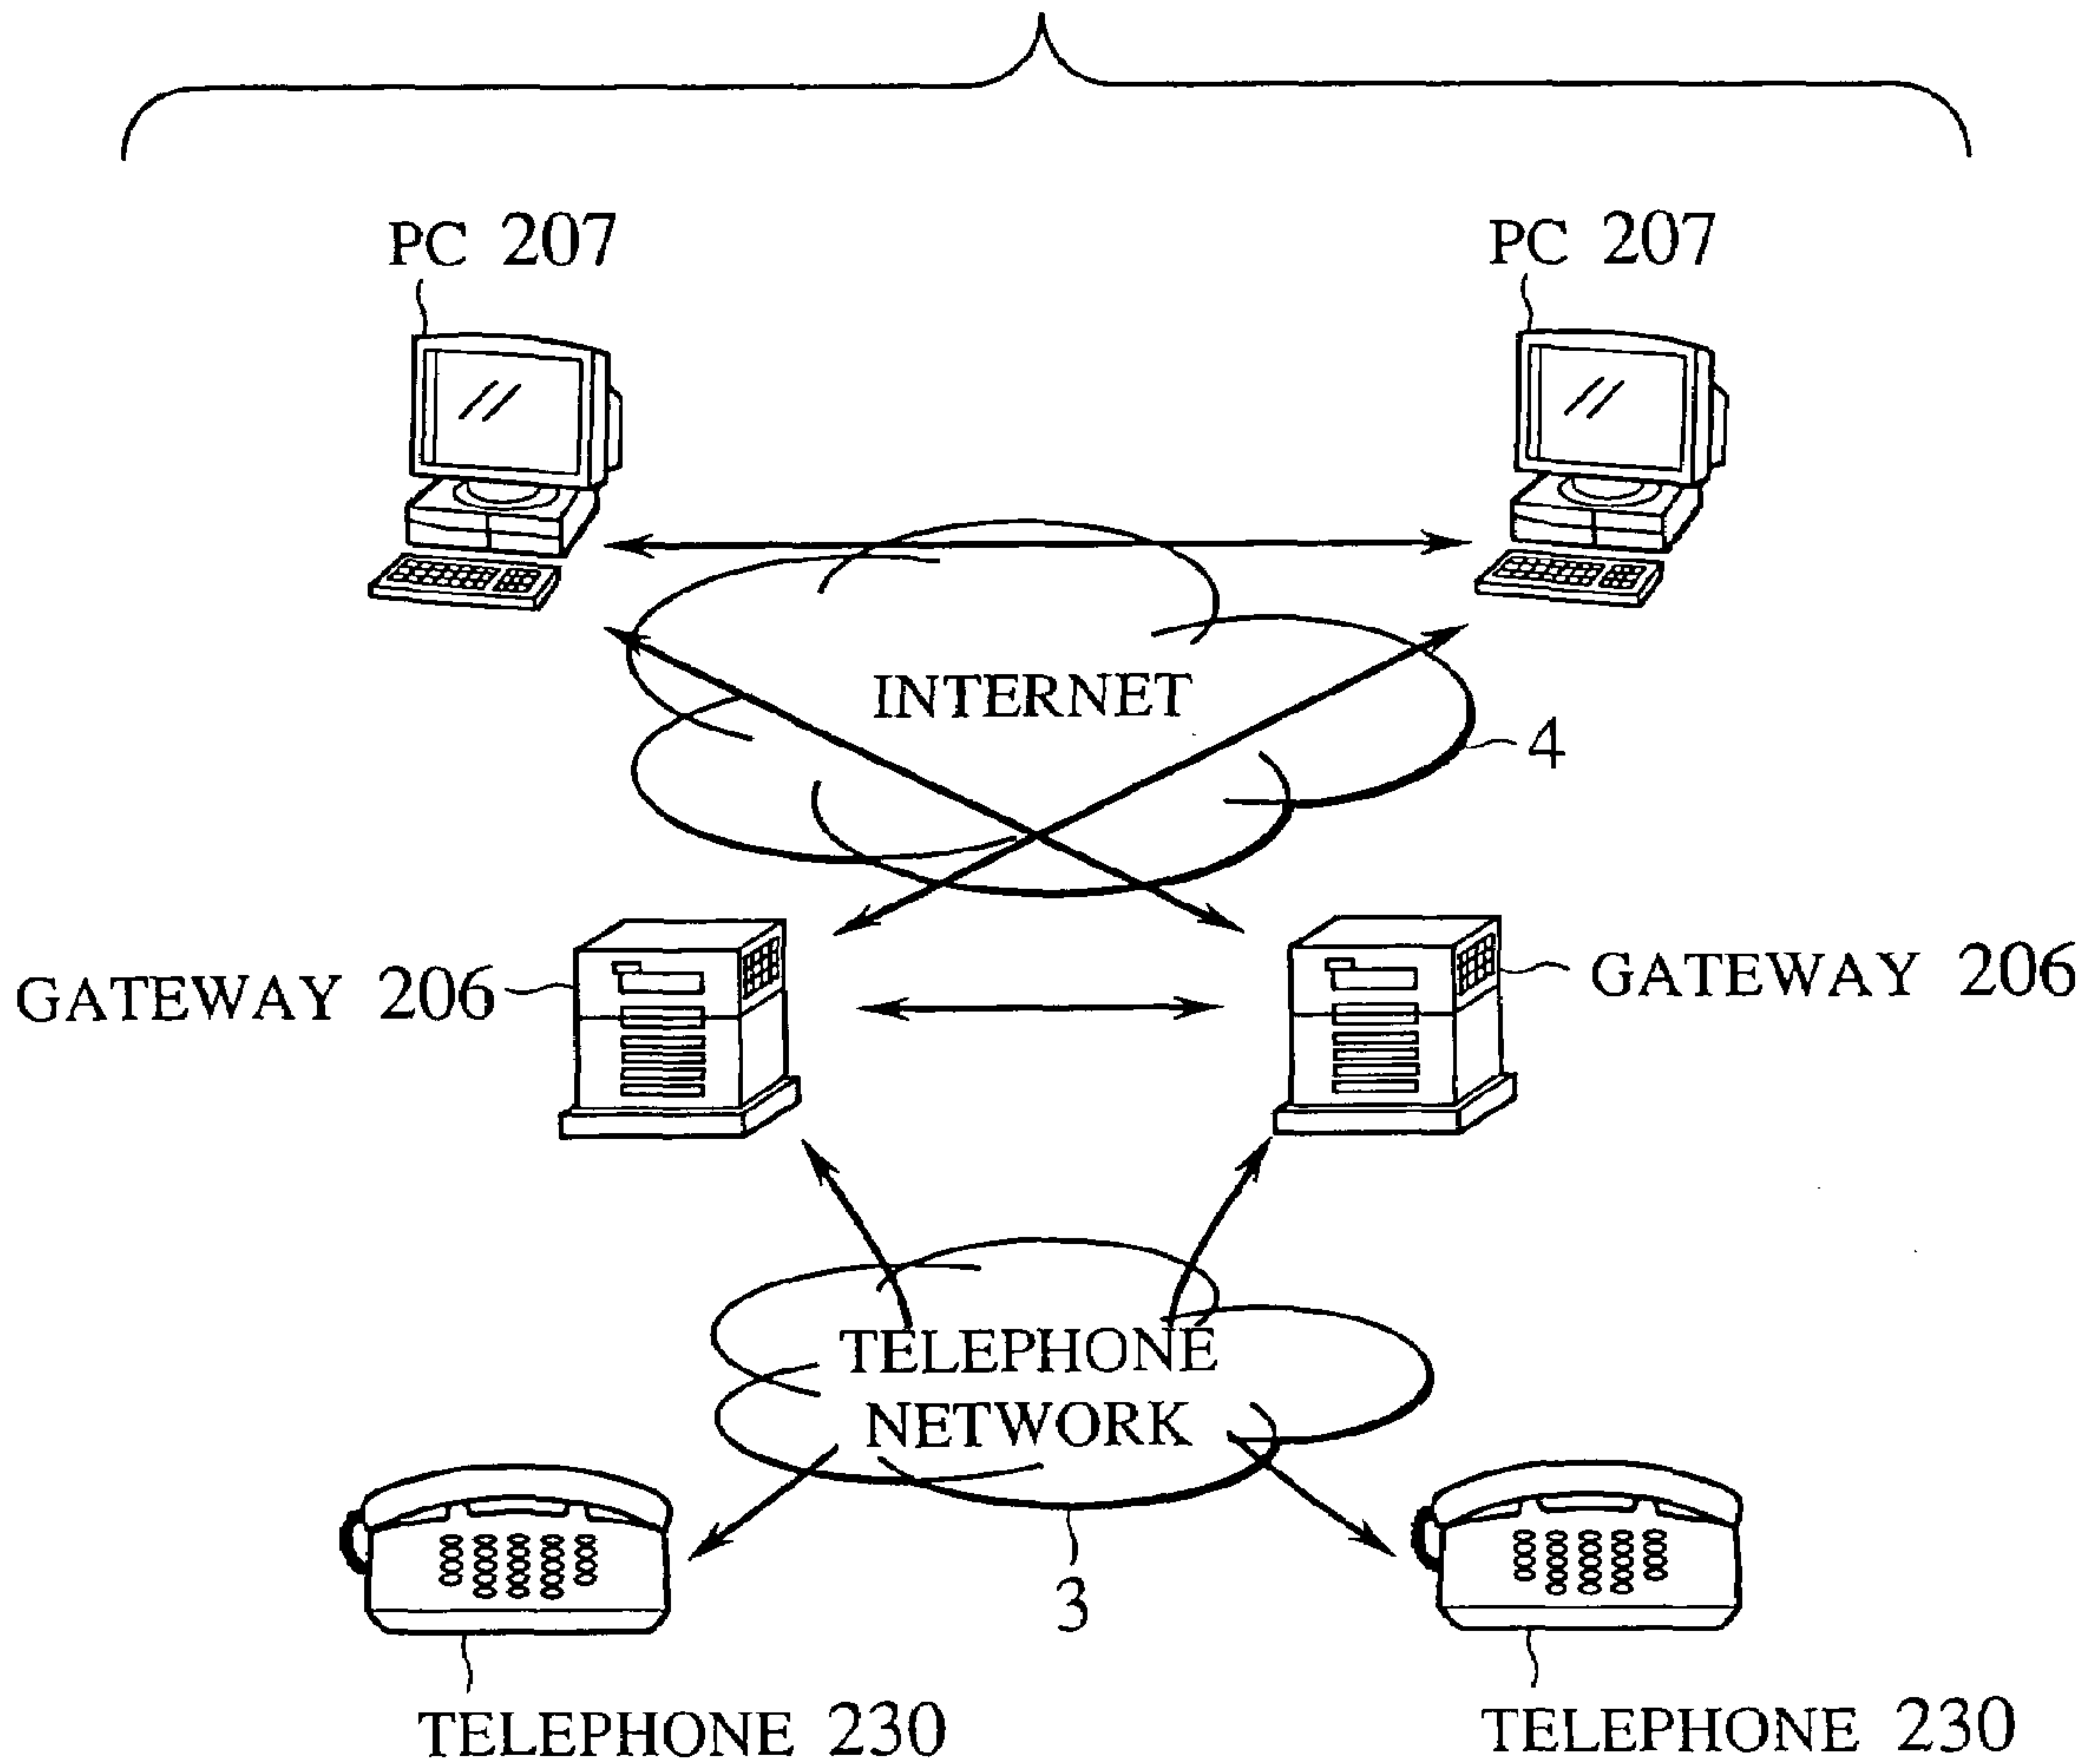 PC 207
PC 207
INTERNET
4
GATEWAY 206
GATEWAY 206
TELEPHONE
NETWORK
3
TELEPHONE 230
TELEPHONE 230